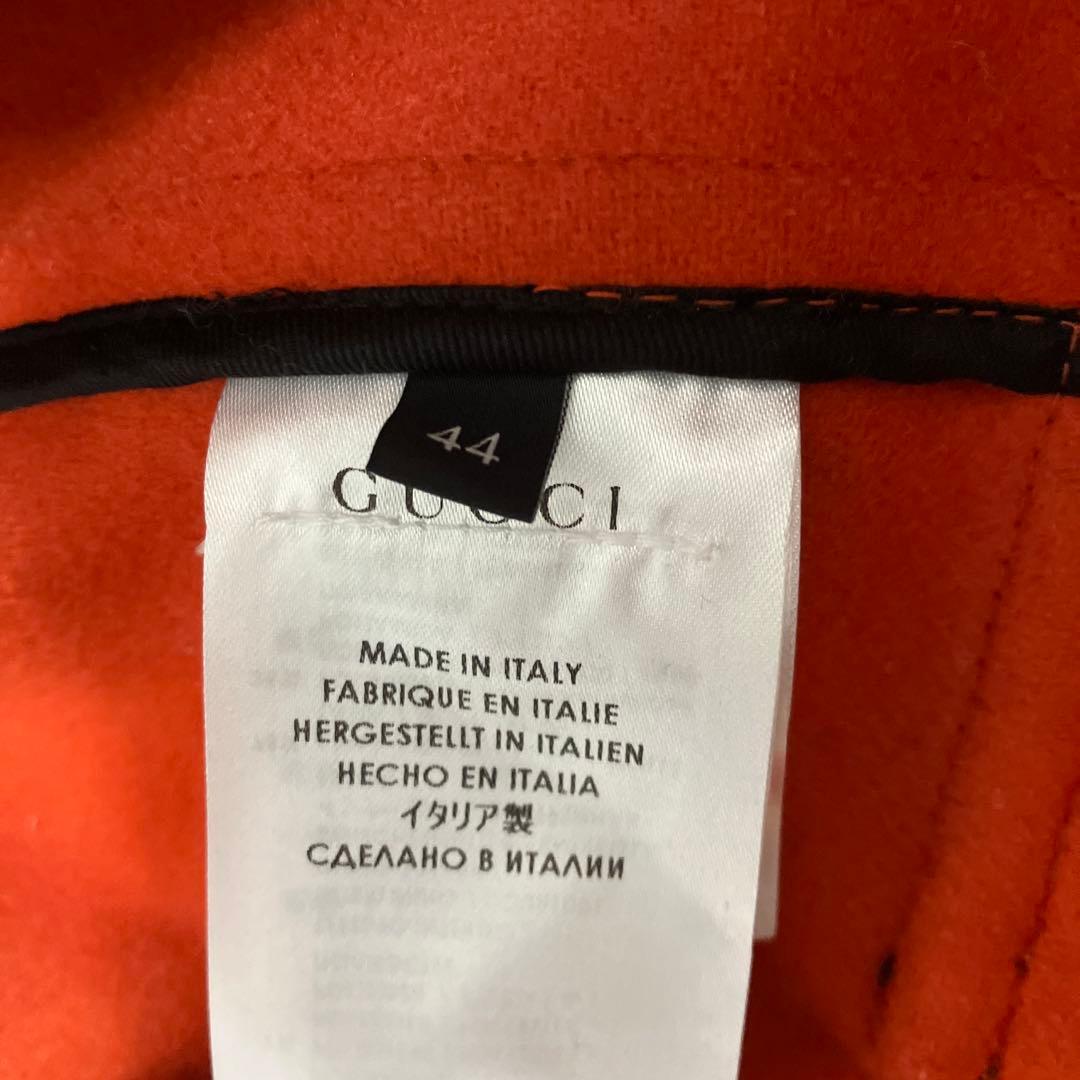 44
GUCCI
MADE IN ITALY
FABRIQUE EN ITALIE
HERGESTELLT IN ITALIEN
HECHO EN ITALIA
イタリア製
СДЕЛАНО В ИТАЛИИ